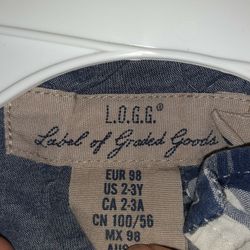 L.O.G.G.
Label of Graded Goods
EUR 98
US 2-3Y
CA 2-3A
CN 100/56
MX 98